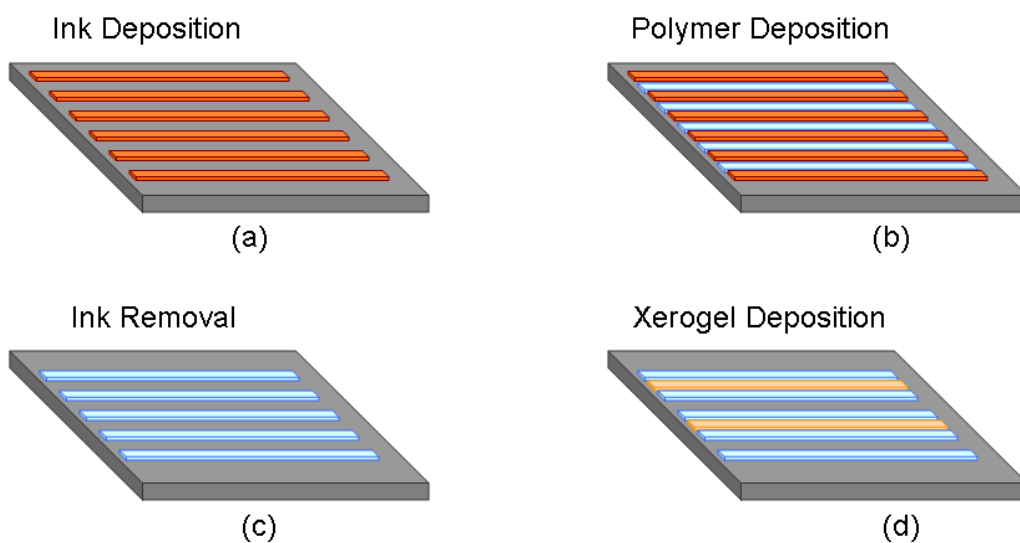 Ink Deposition
Polymer Deposition
(a)
(b)
Ink Removal
Xerogel Deposition
(c)
(d)